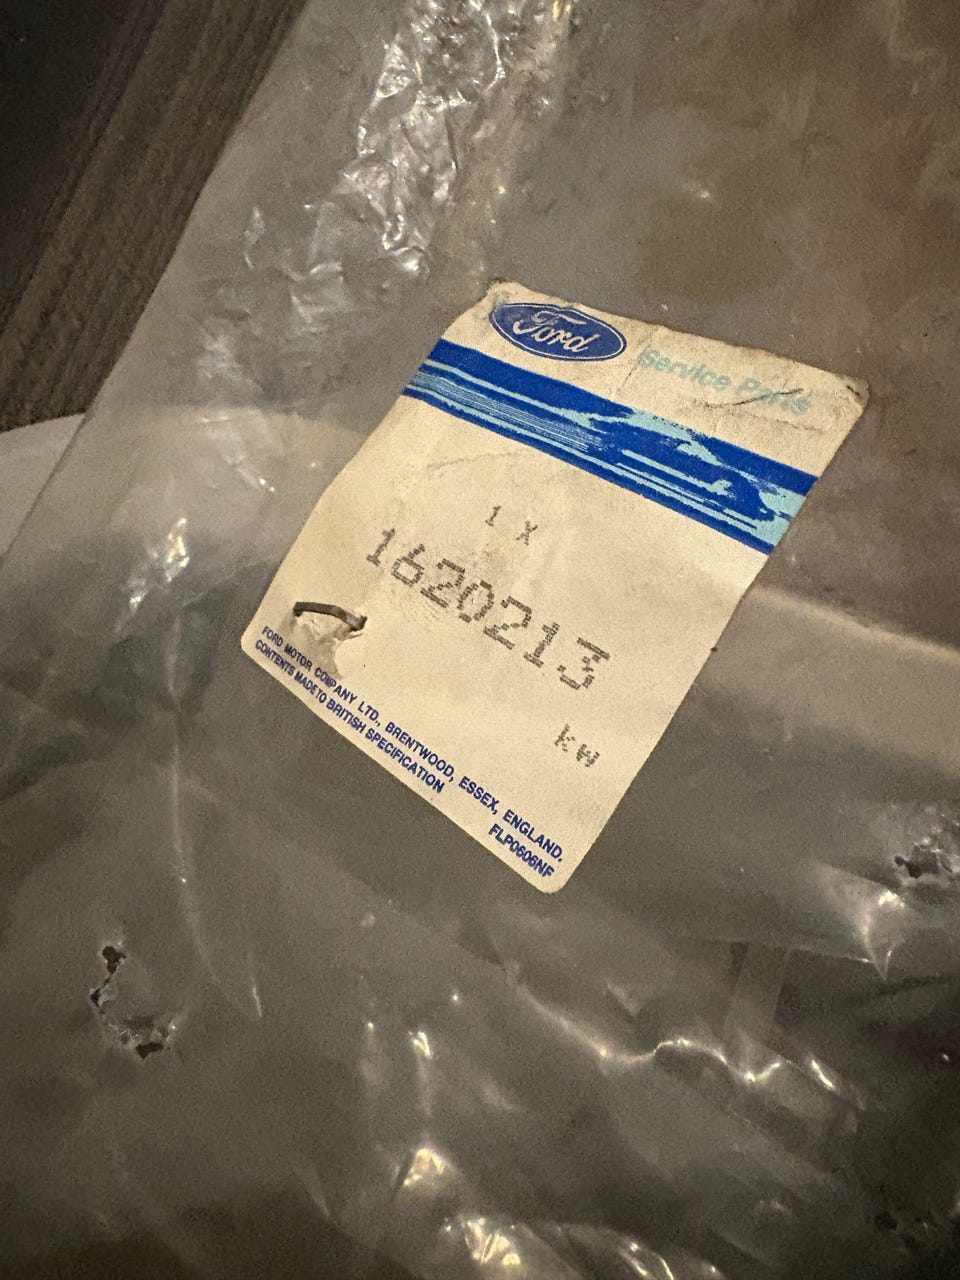 Ford
Service Parts
1 X
1620213
kw
FORD MOTOR COMPANY LTD., BRENTWOOD, ESSEX, ENGLAND.
CONTENTS MADE TO BRITISH SPECIFICATION
FLP0606NF